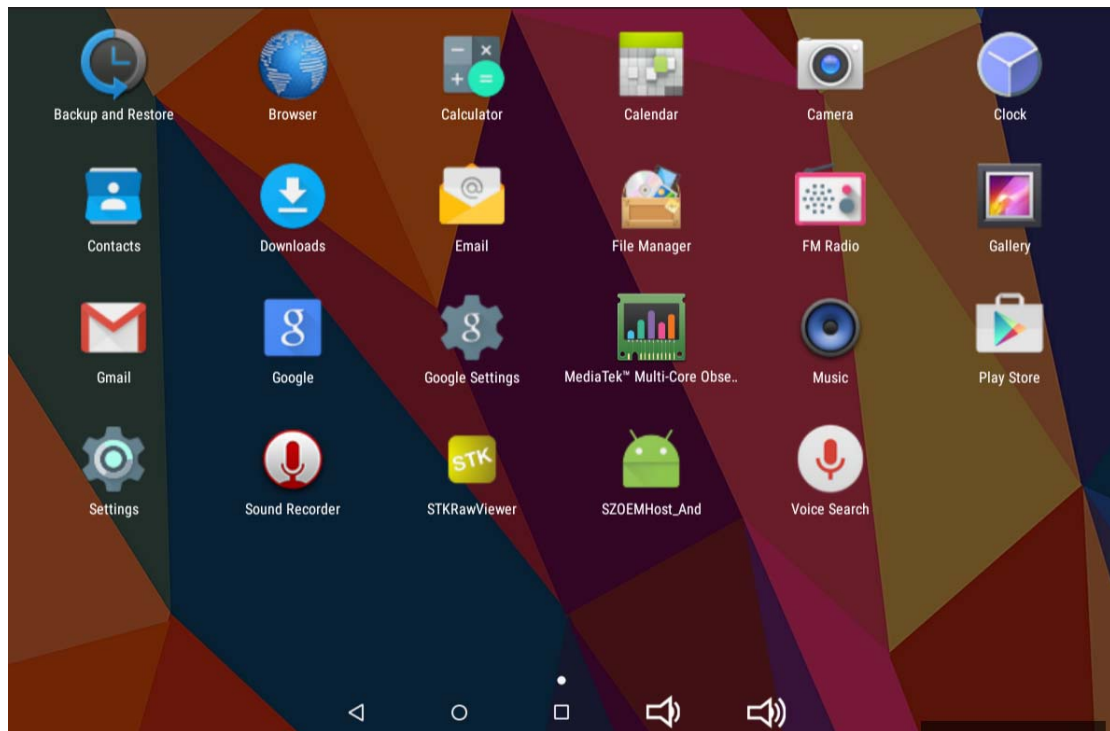 Backup and Restore
Browser
Calculator
Calendar
Camera
Clock
Contacts
Downloads
@
Email
File Manager
FM Radio
Gallery
Gmail
g
Google
g
Google Settings
MediaTek™ Multi-Core Obse..
Music
Play Store
Settings
Sound Recorder
STK
STKRawViewer
SZOEMHost_And
Voice Search